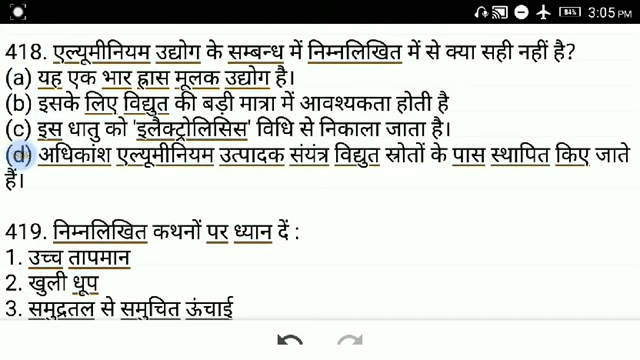 84% 3:05 PM
418. एल्यूमीनियम उद्योग के सम्बन्ध में निम्नलिखित में से क्या सही नहीं है?
(a) यह एक भार ह्रास मूलक उद्योग है।
(b) इसके लिए विद्युत की बड़ी मात्रा में आवश्यकता होती है
(c) इस धातु को 'इलैक्ट्रोलिसिस' विधि से निकाला जाता है।
(d) अधिकांश एल्यूमीनियम उत्पादक संयंत्र विद्युत स्रोतों के पास स्थापित किए जाते
हैं।
419. निम्नलिखित कथनों पर ध्यान दें :
1. उच्च तापमान
2. खुली धूप
3. समुद्रतल से समुचित ऊंचाई